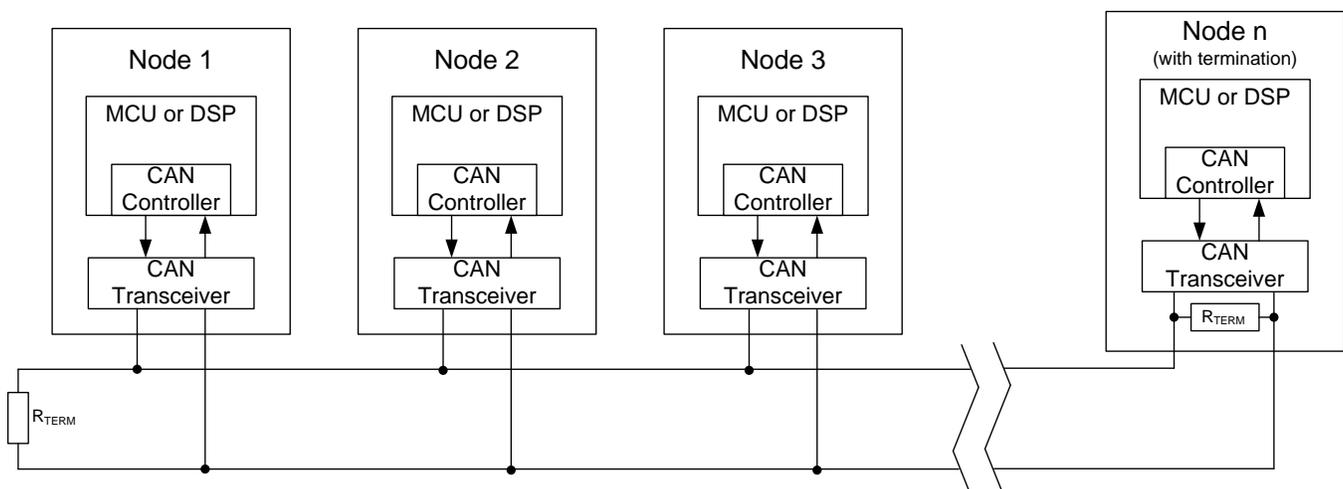 Node 1
MCU or DSP
CAN
Controller
CAN
Transceiver
Node 2
MCU or DSP
CAN
Controller
CAN
Transceiver
Node 3
MCU or DSP
CAN
Controller
CAN
Transceiver
Node n
(with termination)
MCU or DSP
CAN
Controller
CAN
Transceiver
RTERM
RTERM